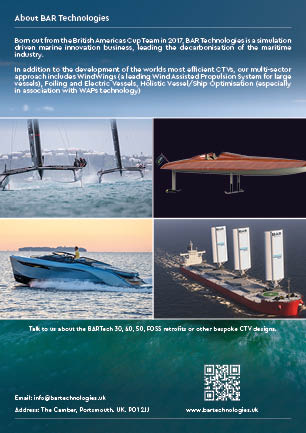 About BAR Technologies
Born out from the British Americas Cup Team in 2017, BAR Technologies is a simulation
driven marine innovation business, leading the decarbonisation of the maritime
industry.
In addition to the development of the worlds most efficient CTVs, our multi-sector
approach includes WindWings (a leading Wind Assisted Propulsion System for large
vessels), Foiling and Electric Vessels, Holistic Vessel/Ship Optimisation (especially
in association with WAPs technology)
Talk to us about the BARTech 30, 40, 50, FOSS retrofits or other bespoke CTV designs.
Email: info@bartechnologies.uk
Address: The Camber, Portsmouth, UK, PO1 2JJ
www.bartechnologies.uk